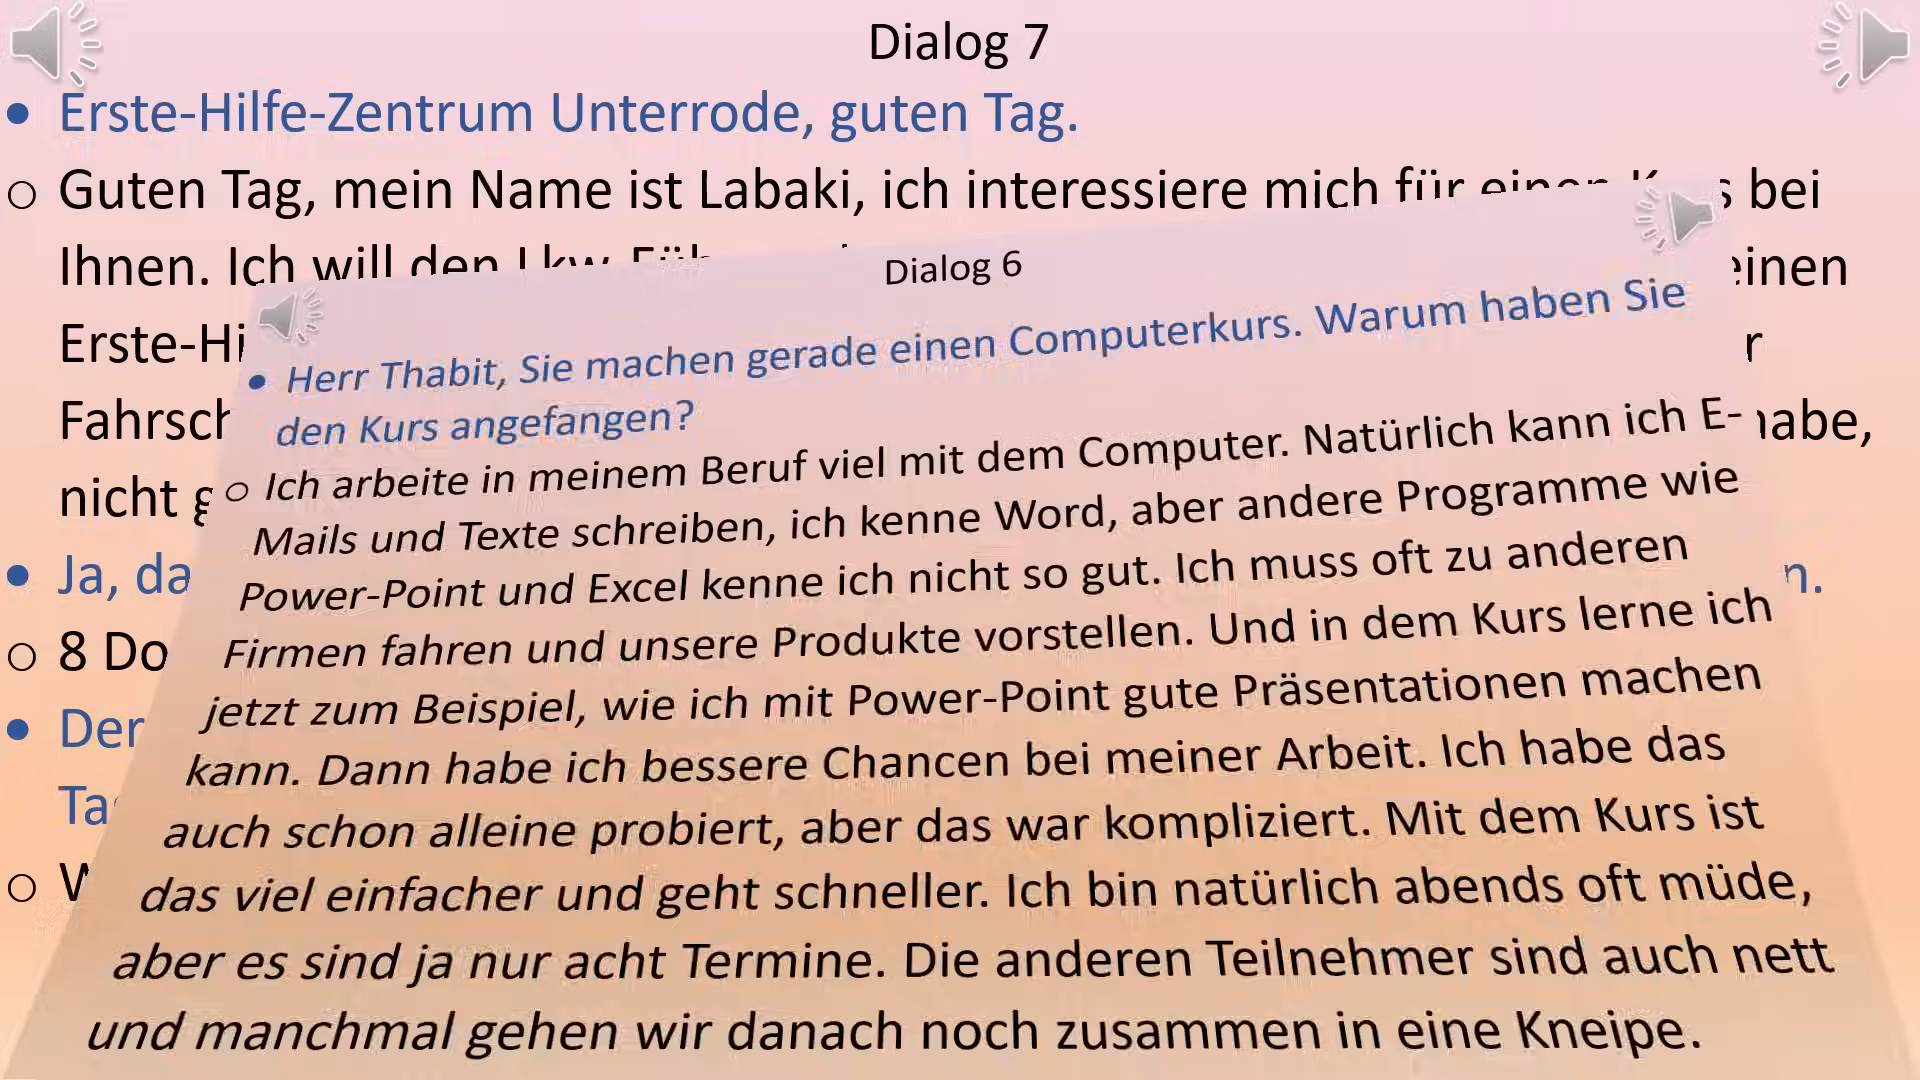 Dialog 7
• Erste-Hilfe-Zentrum Unterrode, guten Tag.
○ Guten Tag, mein Name ist Labaki, ich interessiere mich für einen bei
Ihnen. Ich will den Lkw einen
Erste-Hi r
Fahrsch habe,
nicht
• Ja, da n.
○ 8 Do
• Der
Ta
○ W
Dialog 6
• Herr Thabit, Sie machen gerade einen Computerkurs. Warum haben Sie
den Kurs angefangen?
○ Ich arbeite in meinem Beruf viel mit dem Computer. Natürlich kann ich E-
Mails und Texte schreiben, ich kenne Word, aber andere Programme wie
Power-Point und Excel kenne ich nicht so gut. Ich muss oft zu anderen
Firmen fahren und unsere Produkte vorstellen. Und in dem Kurs lerne ich
jetzt zum Beispiel, wie ich mit Power-Point gute Präsentationen machen
kann. Dann habe ich bessere Chancen bei meiner Arbeit. Ich habe das
auch schon alleine probiert, aber das war kompliziert. Mit dem Kurs ist
das viel einfacher und geht schneller. Ich bin natürlich abends oft müde,
aber es sind ja nur acht Termine. Die anderen Teilnehmer sind auch nett
und manchmal gehen wir danach noch zusammen in eine Kneipe.